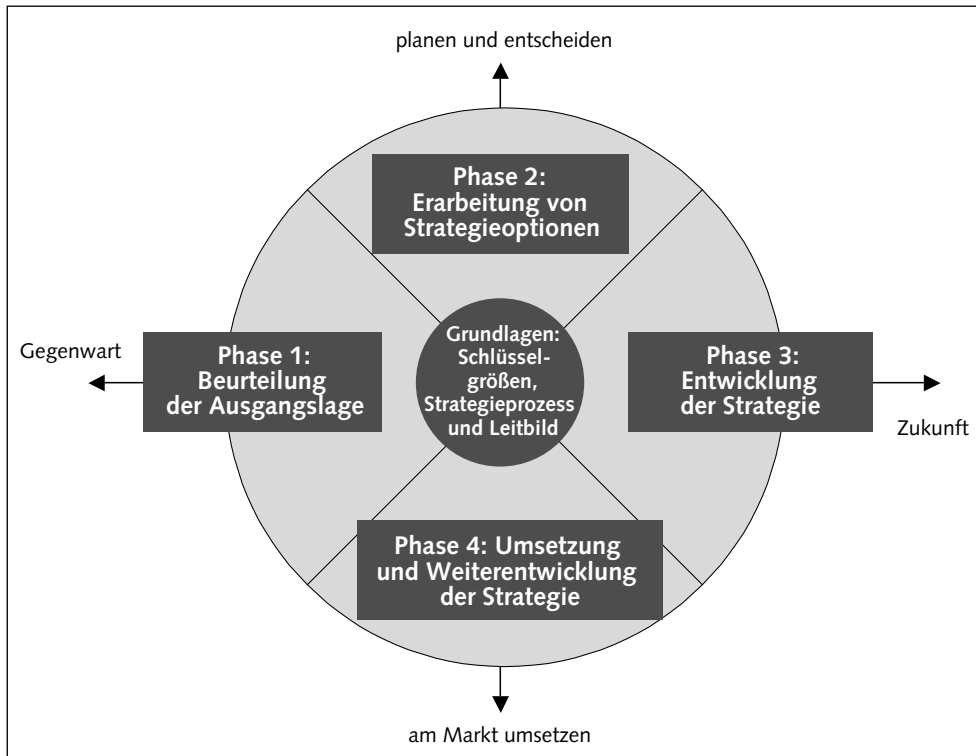 planen und entscheiden
Phase 2:
Erarbeitung von
Strategieoptionen
Gegenwart
Phase 1:
Beurteilung
der Ausgangslage
Grundlagen:
Schlüssel-
größen,
Strategieprozess
und Leitbild
Phase 3:
Entwicklung
der Strategie
Zukunft
Phase 4: Umsetzung
und Weiterentwicklung
der Strategie
am Markt umsetzen